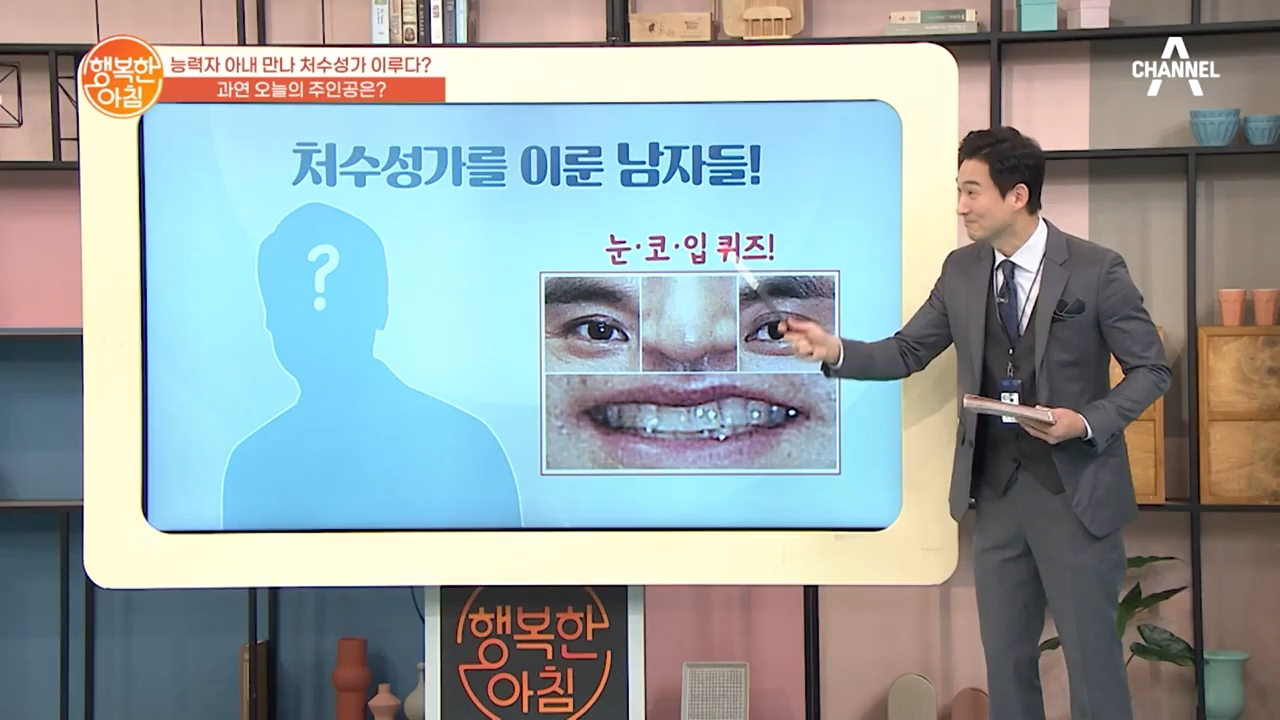 행복한
아침
능력자 아내 만나 처수성가 이루다?
과연 오늘의 주인공은?
CHANNEL A
처수성가를 이룬 남자들!
?
눈·코·입 퀴즈!
행복한
아침